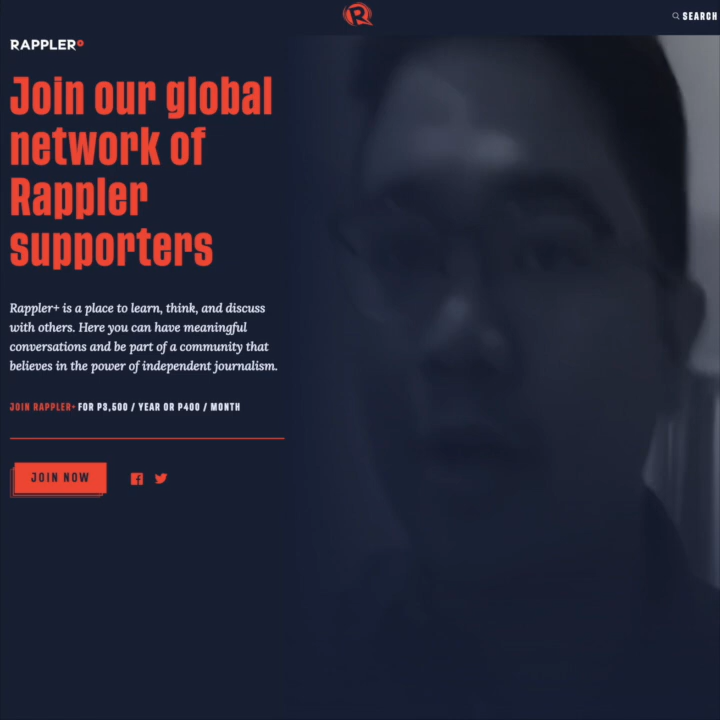 SEARCH
RAPPLER+
Join our global
network of
Rappler
supporters
Rappler+ is a place to learn, think, and discuss
with others. Here you can have meaningful
conversations and be part of a community that
believes in the power of independent journalism.
JOIN RAPPLER+ FOR P3,500 / YEAR OR P400 / MONTH
JOIN NOW